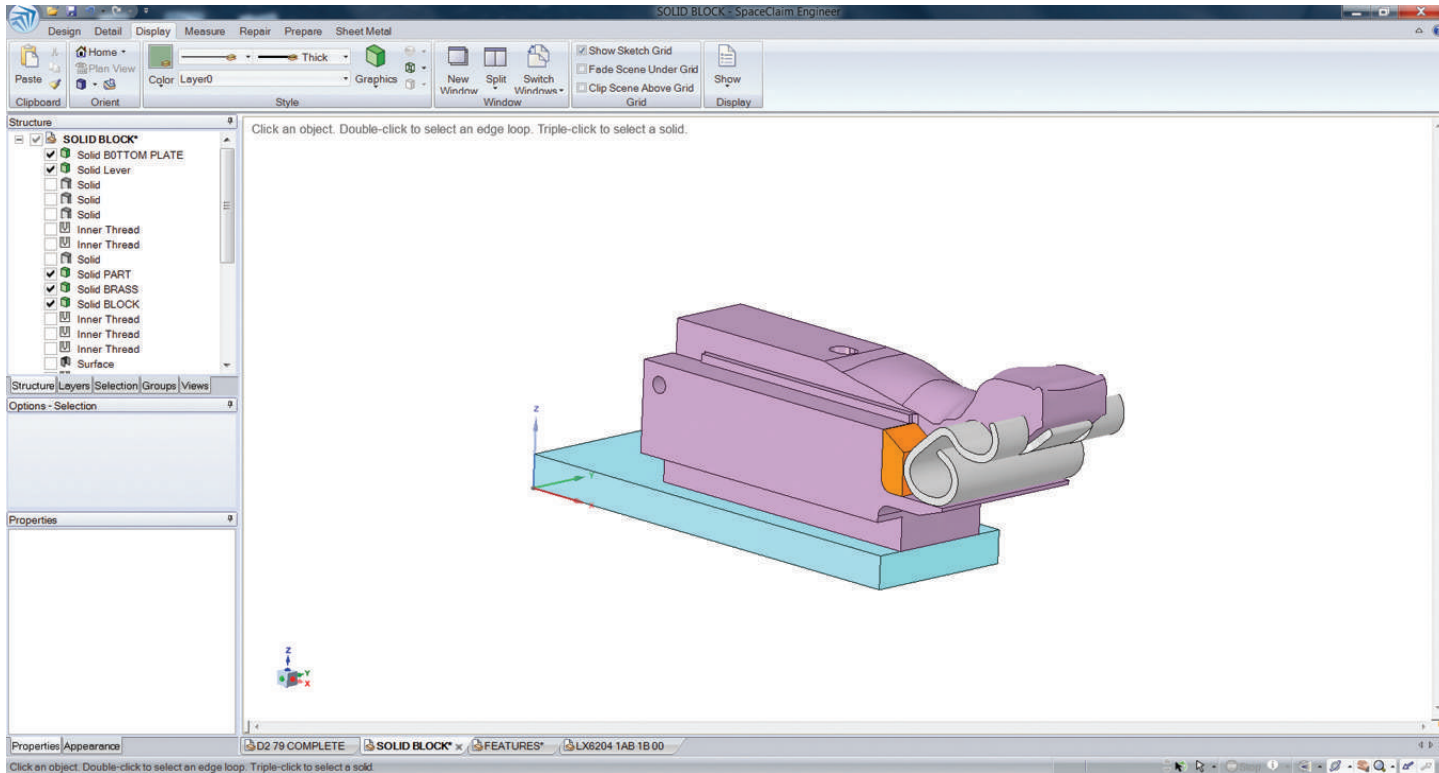 SOLID BLOCK - SpaceClaim Engineer
Design Detail Display Measure Repair Prepare Sheet Metal
Paste
Clipboard
Home
Plan View
Orient
Color
Layer0
Thick
Graphics
Style
New Window
Split
Switch Windows
Window
Show Sketch Grid
Fade Scene Under Grid
Clip Scene Above Grid
Grid
Show
Display
Structure
SOLID BLOCK*
Solid B0TTOM PLATE
Solid Lever
Solid
Solid
Solid
Inner Thread
Inner Thread
Solid
Solid PART
Solid BRASS
Solid BLOCK
Inner Thread
Inner Thread
Inner Thread
Surface
Structure Layers Selection Groups Views
Options - Selection
Properties
Properties Appearance
Click an object. Double-click to select an edge loop. Triple-click to select a solid.
Z
Y
X
Z
Y
X
D2 79 COMPLETE
SOLID BLOCK*
FEATURES*
LX6204 1AB 1B 00
Click an object. Double-click to select an edge loop. Triple-click to select a solid
Stop